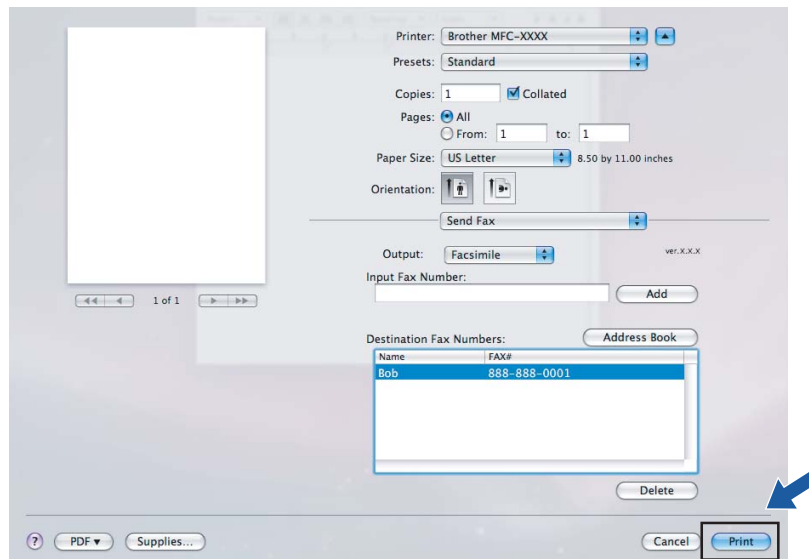 Printer: Brother MFC-XXXX
Presets: Standard
Copies: 1 Collated
Pages: All
From: 1 to: 1
Paper Size: US Letter 8.50 by 11.00 inches
Orientation:
Send Fax
Output: Facsimile ver.X.X.X
Input Fax Number:
Add
1 of 1
Destination Fax Numbers: Address Book
Name FAX#
Bob 888-888-0001
Delete
? PDF Supplies... Cancel Print